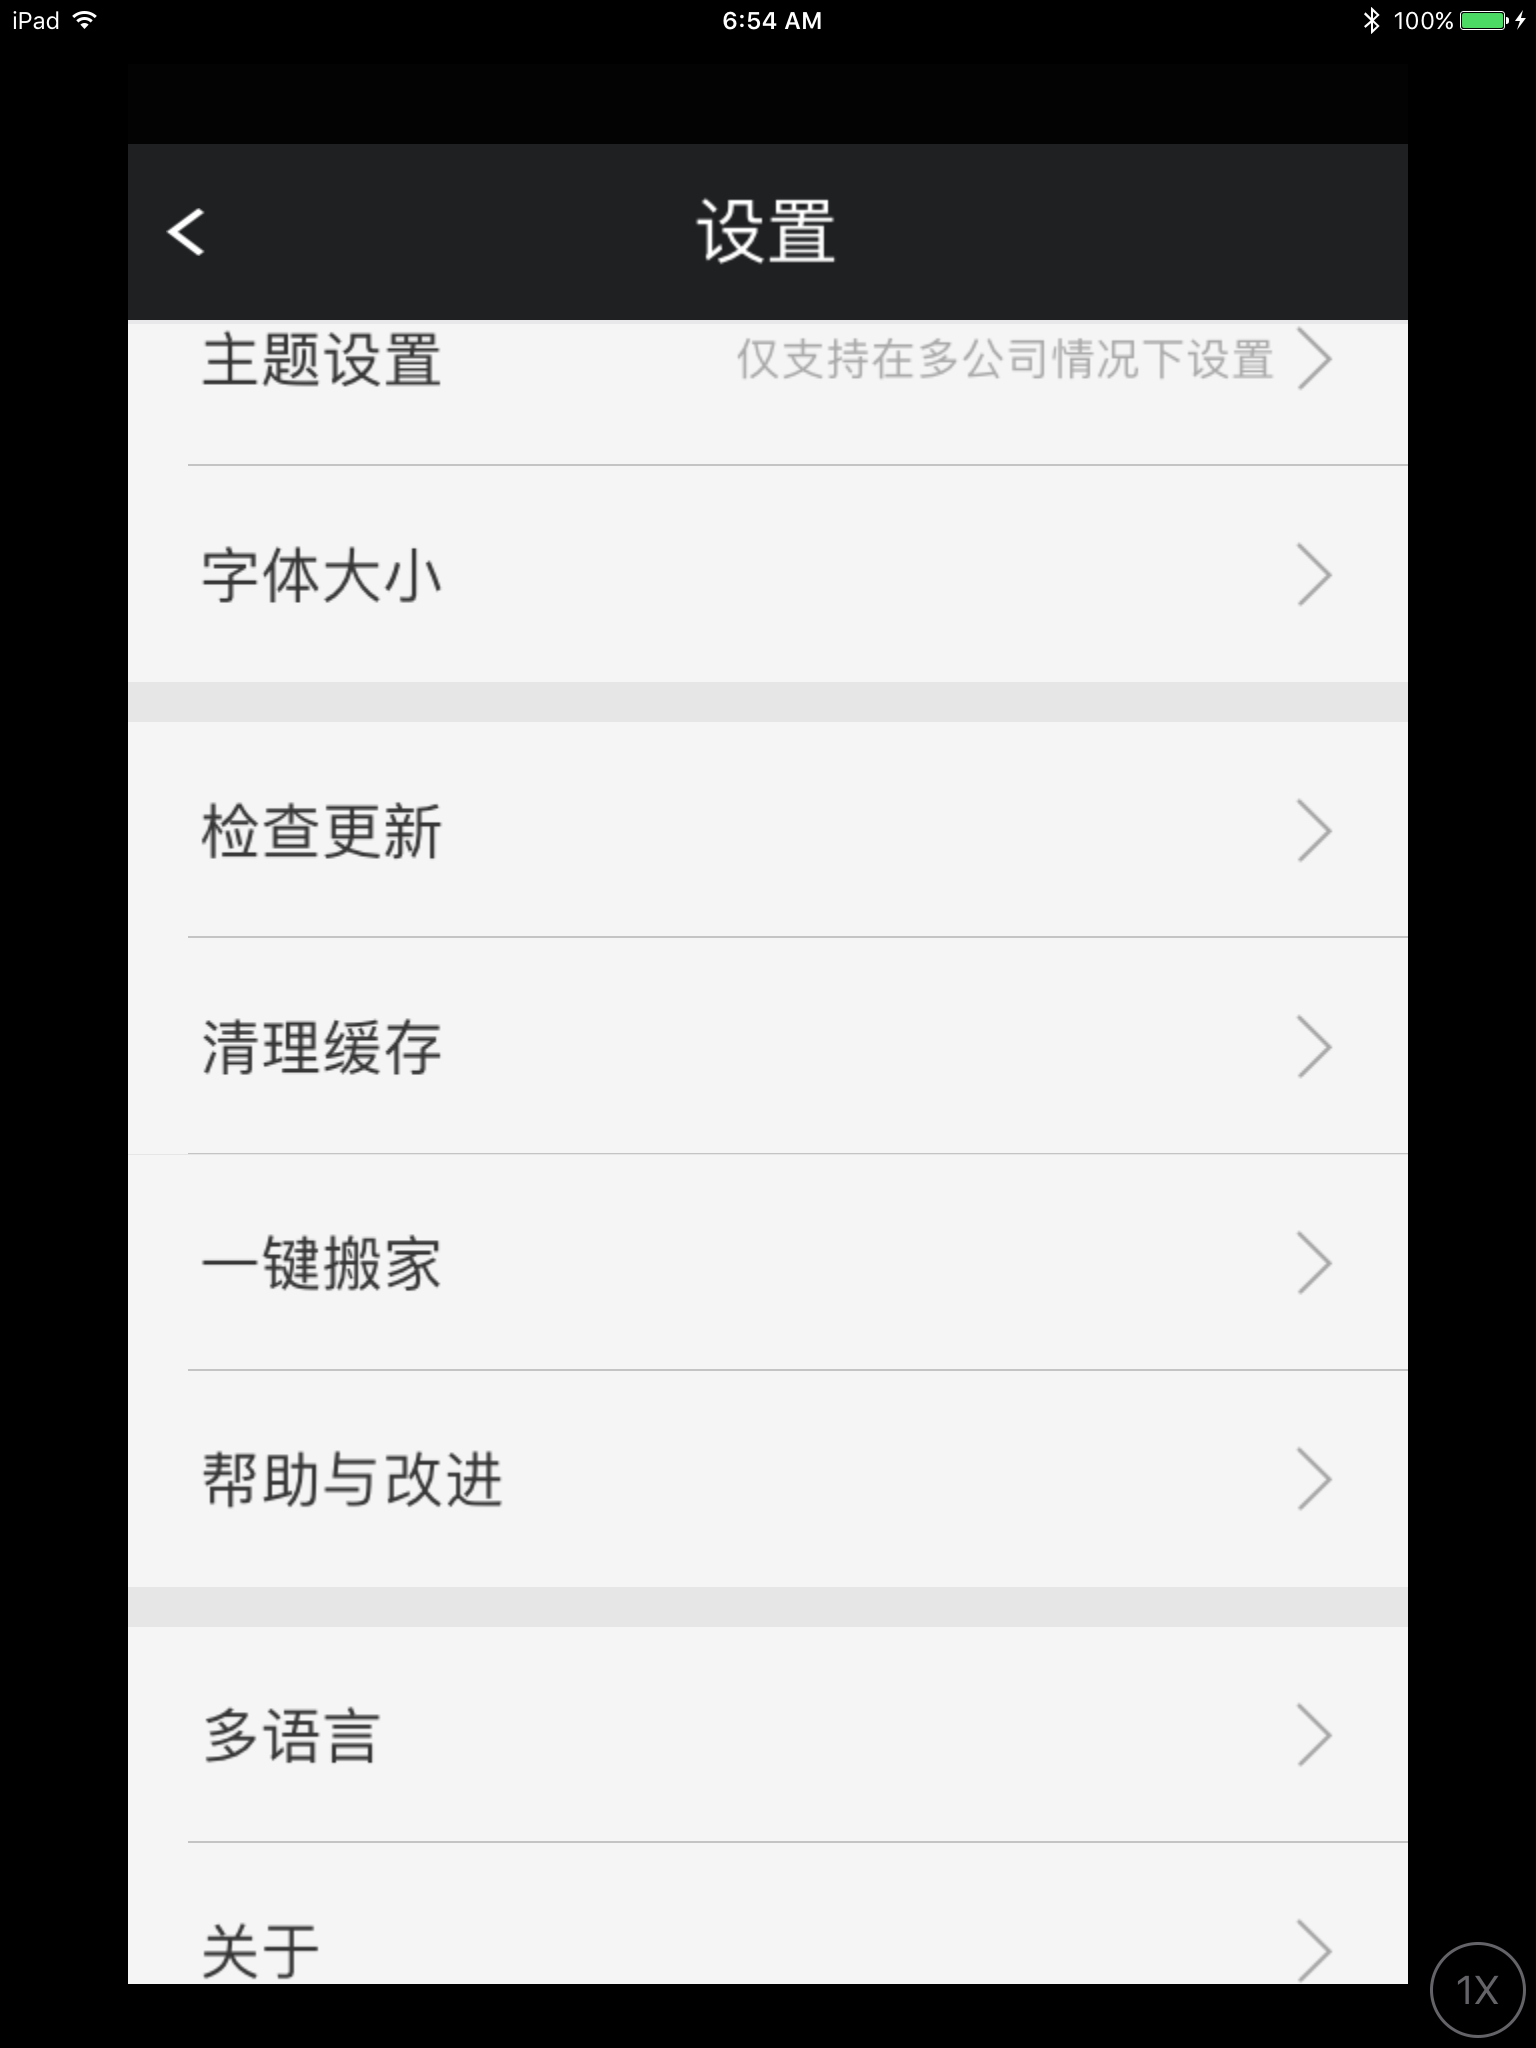 iPad 6:54 AM 100%
设置
主题设置 仅支持在多公司情况下设置
字体大小
检查更新
清理缓存
一键搬家
帮助与改进
多语言
关于
1X